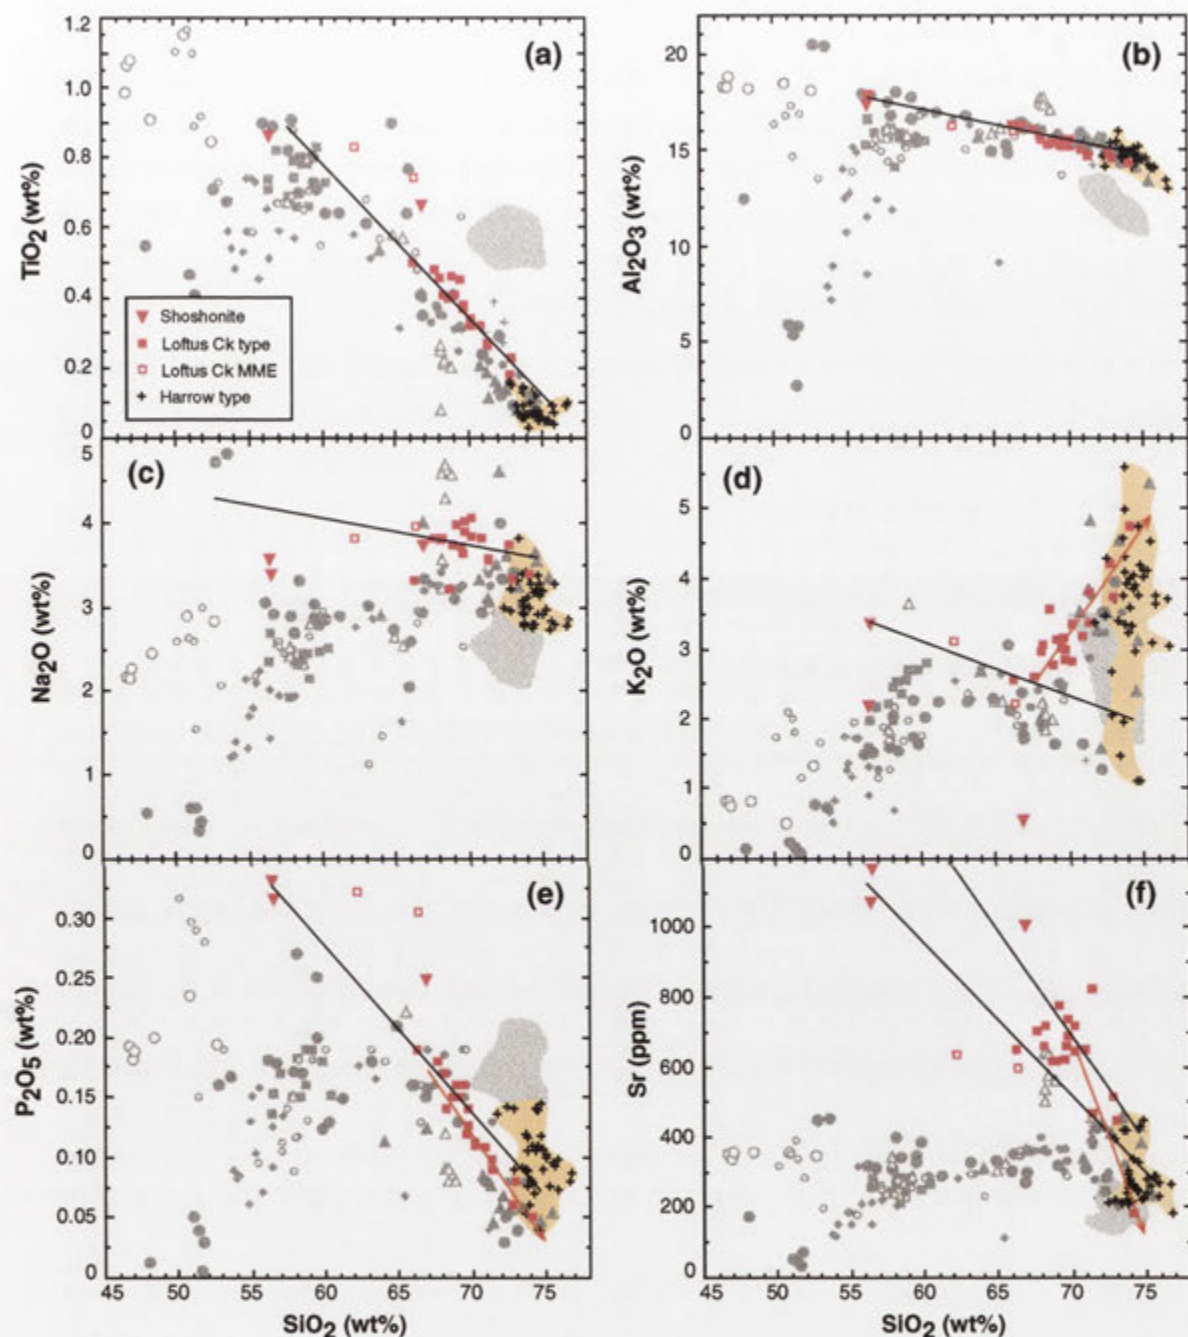 (a)
TiO2 (wt%)
1.2
1.0
0.8
0.6
0.4
0.2
0
Shoshonite
Loftus Ck type
Loftus Ck MME
Harrow type
(b)
Al2O3 (wt%)
20
15
10
5
0
(c)
Na2O (wt%)
5
4
3
2
1
0
(d)
K2O (wt%)
5
4
3
2
1
0
(e)
P2O5 (wt%)
0.30
0.25
0.20
0.15
0.10
0.05
0
45 50 55 60 65 70 75
SiO2 (wt%)
(f)
Sr (ppm)
1000
800
600
400
200
0
45 50 55 60 65 70 75
SiO2 (wt%)